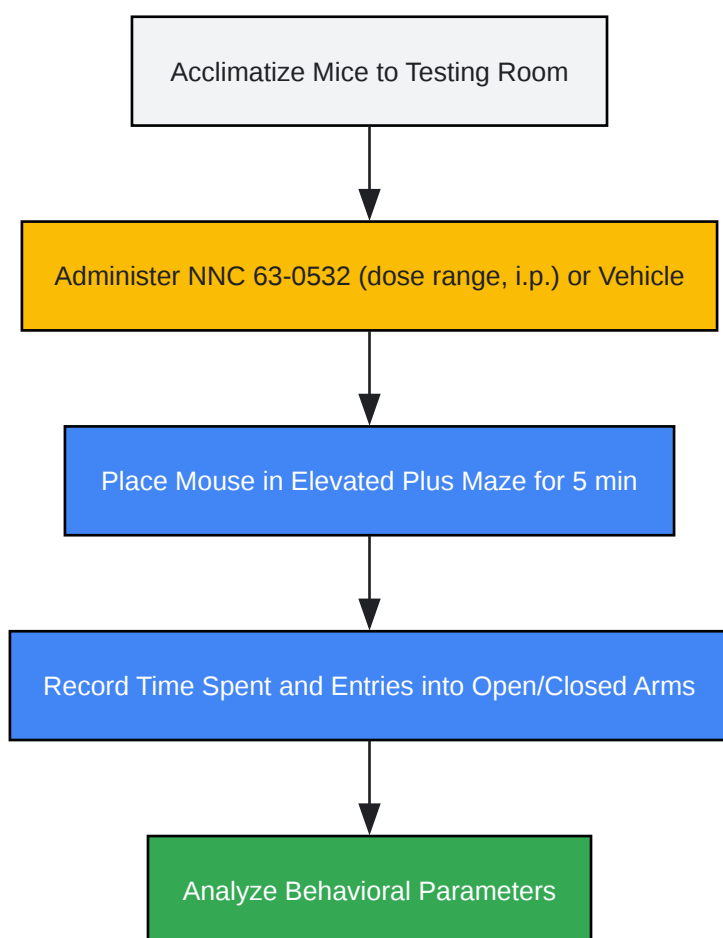 Acclimatize Mice to Testing Room
Administer NNC 63-0532 (dose range, i.p.) or Vehicle
Place Mouse in Elevated Plus Maze for 5 min
Record Time Spent and Entries into Open/Closed Arms
Analyze Behavioral Parameters